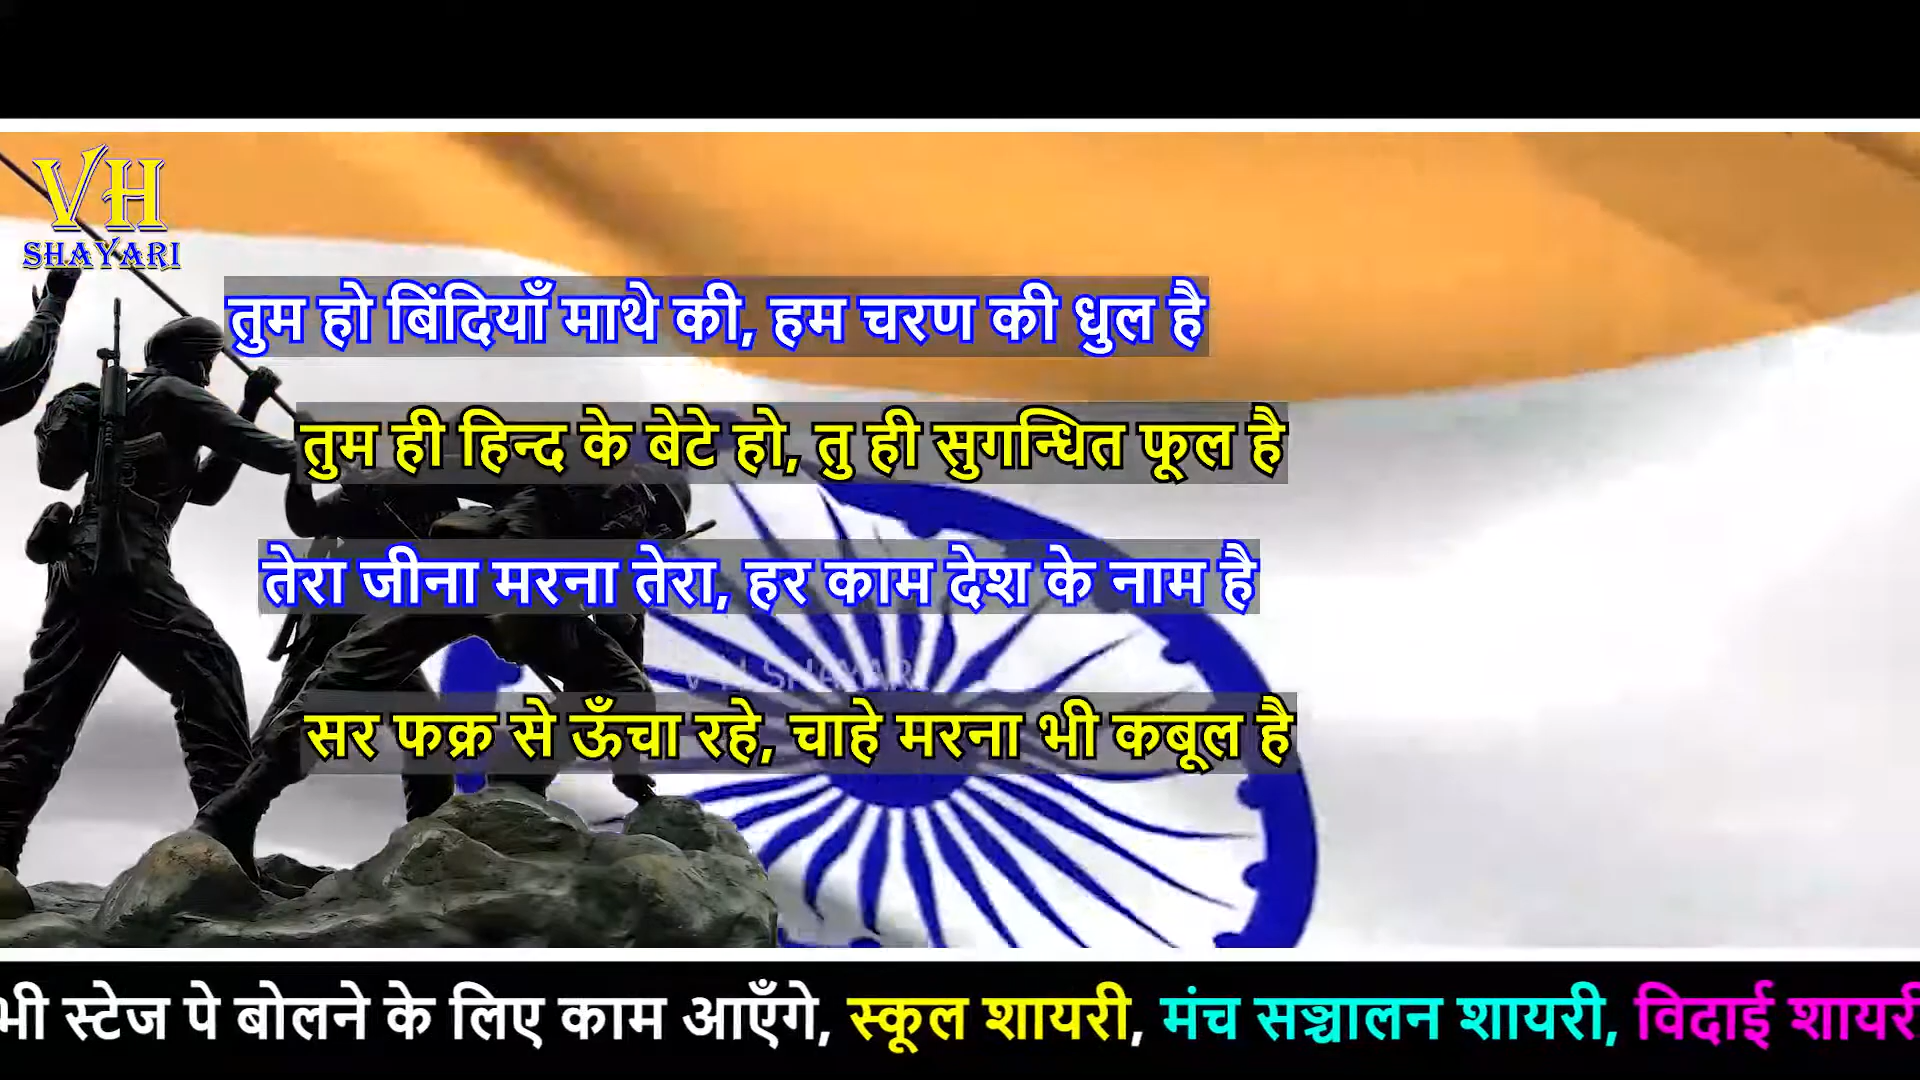 VH
SHAYARI
तुम हो बिंदियाँ माथे की, हम चरण की धुल है
तुम ही हिन्द के बेटे हो, तु ही सुगन्धित फूल है
तेरा जीना मरना तेरा, हर काम देश के नाम है
V H SHAYARI
सर फक्र से ऊँचा रहे, चाहे मरना भी कबूल है
भी स्टेज पे बोलने के लिए काम आएँगे, स्कूल शायरी, मंच सञ्चालन शायरी, विदाई शायरी